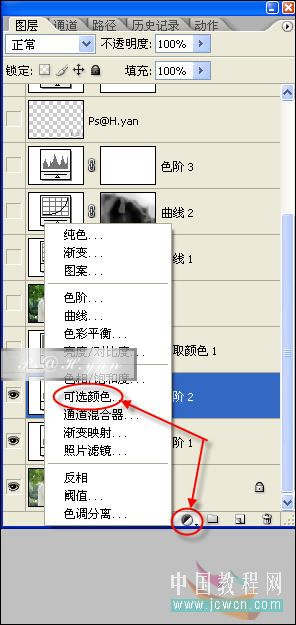 图层 通道 路径 历史记录 动作
正常 不透明度: 100%
锁定: 填充: 100%
Ps@H.yan
色阶 3
曲线 2
线 1
取颜色 1
阶 2
阶 1
纯色...
渐变...
图案...
色阶...
曲线...
色彩平衡...
亮度/对比度...
色相/饱和度...
可选颜色...
通道混合器...
渐变映射...
照片滤镜...
反相
阈值...
色调分离...
Ps@H.yan
中国教程网
www.jcwcn.com